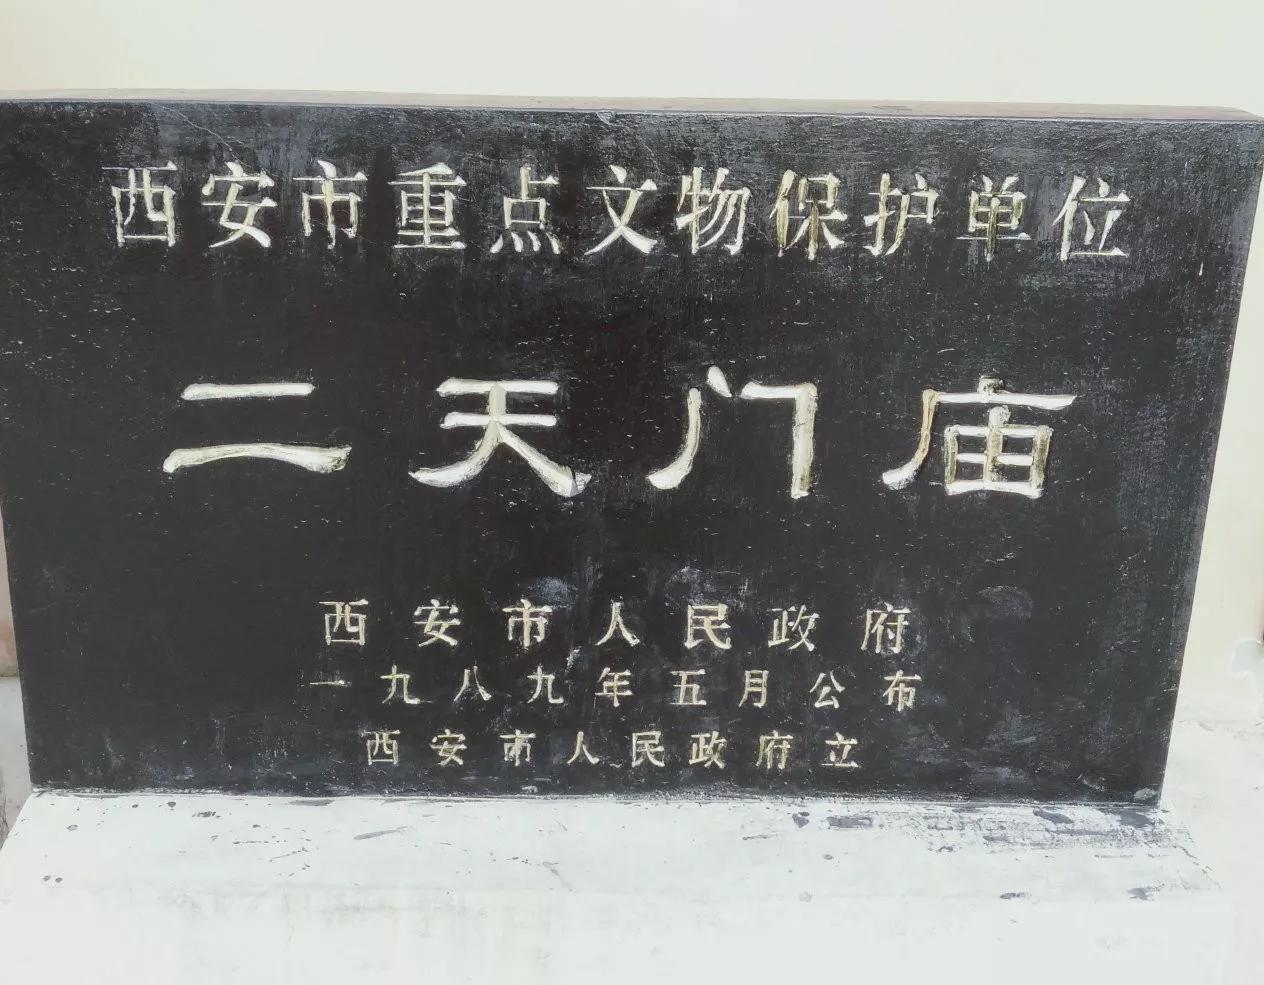 西安市重点文物保护单位
二天门庙
西安市人民政府
一九八九年五月公布
西安市人民政府立